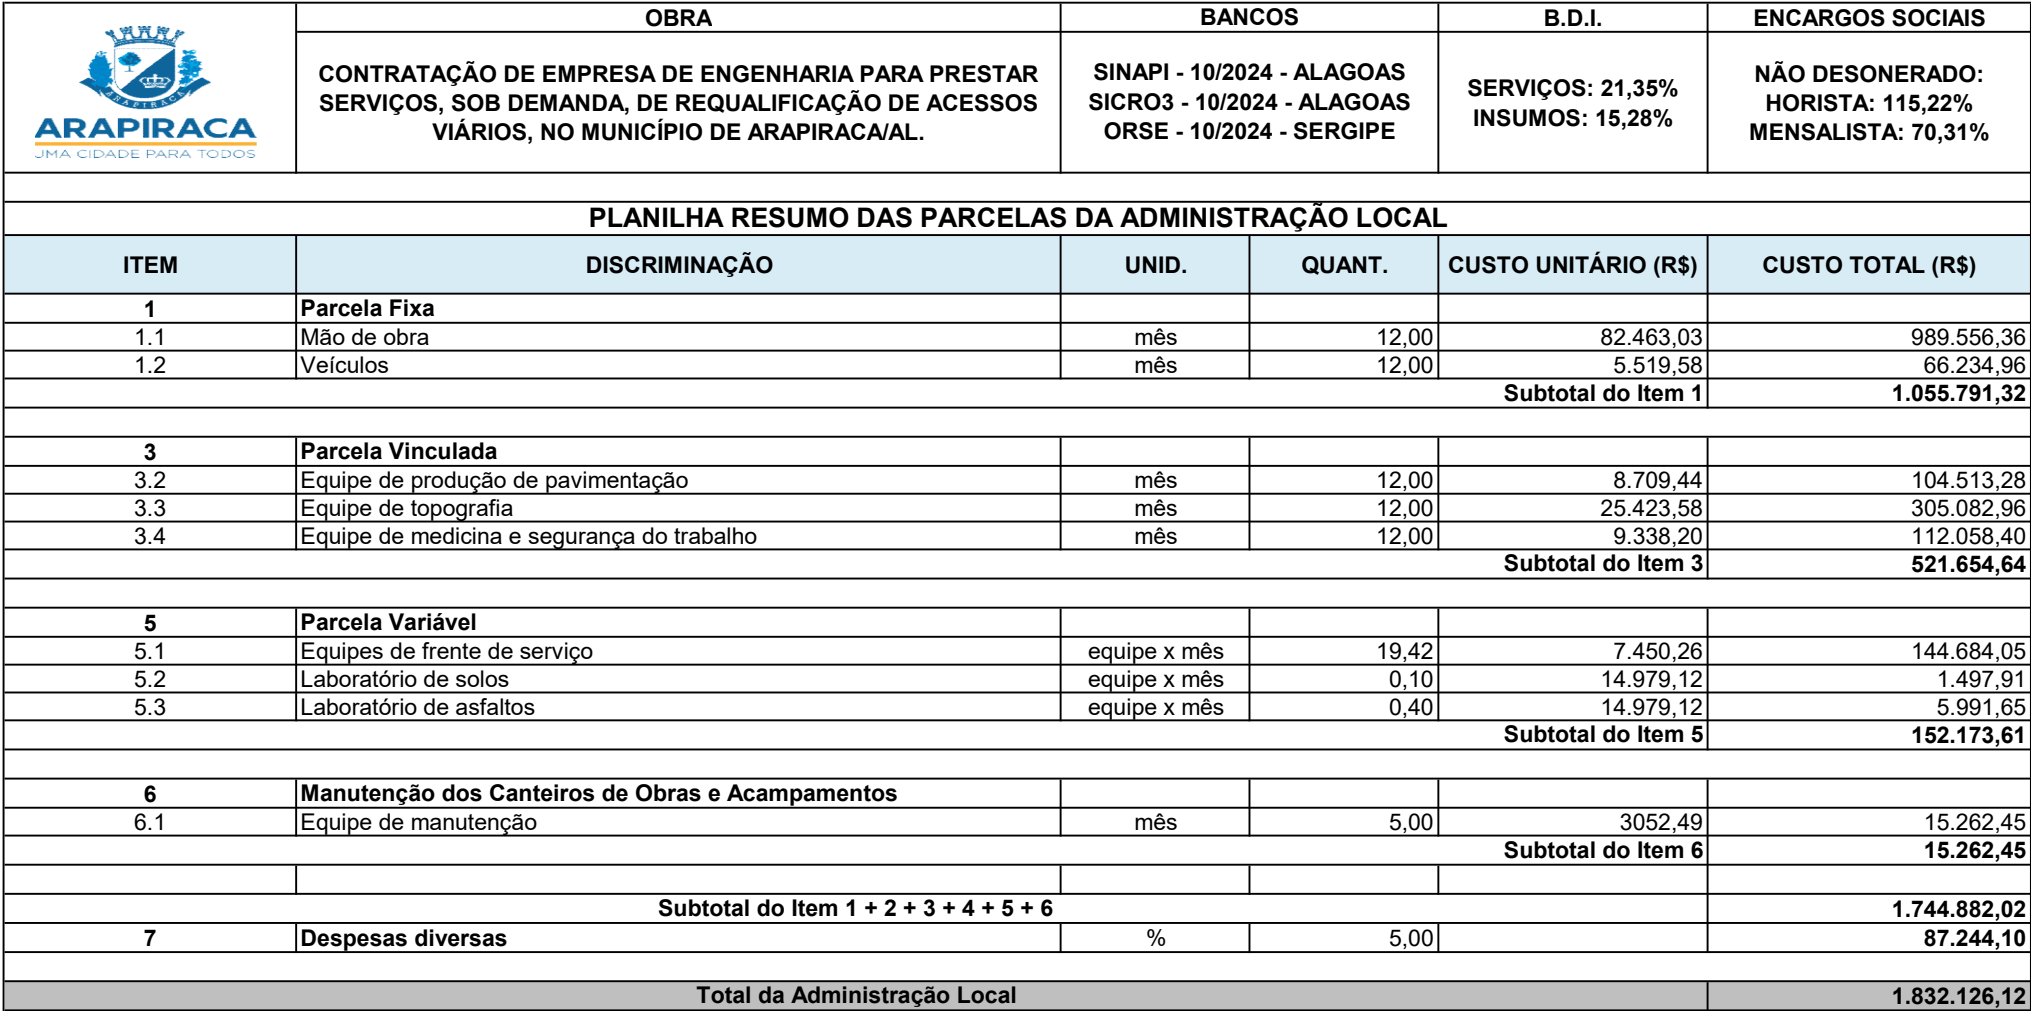 ARAPIRACA
ARAPIRACA
UMA CIDADE PARA TODOS
OBRA
BANCOS
B.D.I.
ENCARGOS SOCIAIS
CONTRATAÇÃO DE EMPRESA DE ENGENHARIA PARA PRESTAR
SERVIÇOS, SOB DEMANDA, DE REQUALIFICAÇÃO DE ACESSOS
VIÁRIOS, NO MUNICÍPIO DE ARAPIRACA/AL.
SINAPI - 10/2024 - ALAGOAS
SICRO3 - 10/2024 - ALAGOAS
ORSE - 10/2024 - SERGIPE
SERVIÇOS: 21,35%
INSUMOS: 15,28%
NÃO DESONERADO:
HORISTA: 115,22%
MENSALISTA: 70,31%
PLANILHA RESUMO DAS PARCELAS DA ADMINISTRAÇÃO LOCAL
ITEM DISCRIMINAÇÃO UNID. QUANT. CUSTO UNITÁRIO (R$) CUSTO TOTAL (R$)
1 Parcela Fixa
1.1 Mão de obra mês 12,00 82.463,03 989.556,36
1.2 Veículos mês 12,00 5.519,58 66.234,96
Subtotal do Item 1 1.055.791,32
3 Parcela Vinculada
3.2 Equipe de produção de pavimentação mês 12,00 8.709,44 104.513,28
3.3 Equipe de topografia mês 12,00 25.423,58 305.082,96
3.4 Equipe de medicina e segurança do trabalho mês 12,00 9.338,20 112.058,40
Subtotal do Item 3 521.654,64
5 Parcela Variável
5.1 Equipes de frente de serviço equipe x mês 19,42 7.450,26 144.684,05
5.2 Laboratório de solos equipe x mês 0,10 14.979,12 1.497,91
5.3 Laboratório de asfaltos equipe x mês 0,40 14.979,12 5.991,65
Subtotal do Item 5 152.173,61
6 Manutenção dos Canteiros de Obras e Acampamentos
6.1 Equipe de manutenção mês 5,00 3052,49 15.262,45
Subtotal do Item 6 15.262,45
Subtotal do Item 1 + 2 + 3 + 4 + 5 + 6 1.744.882,02
7 Despesas diversas % 5,00 87.244,10
Total da Administração Local 1.832.126,12